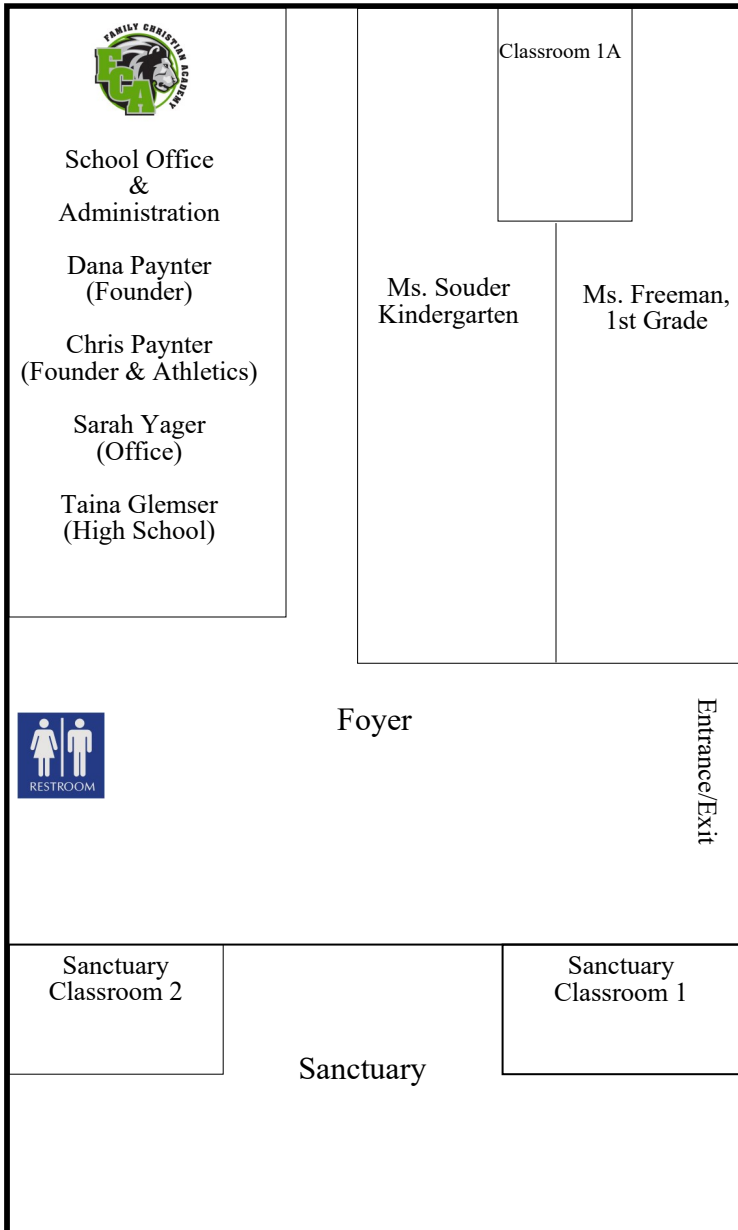 FAMILY CHRISTIAN ACADEMY
FCA
School Office
&
Administration
Dana Paynter
(Founder)
Chris Paynter
(Founder & Athletics)
Sarah Yager
(Office)
Taina Glemser
(High School)
Classroom 1A
Ms. Souder
Kindergarten
Ms. Freeman,
1st Grade
Foyer
RESTROOM
Entrance/Exit
Sanctuary
Classroom 2
Sanctuary
Classroom 1
Sanctuary